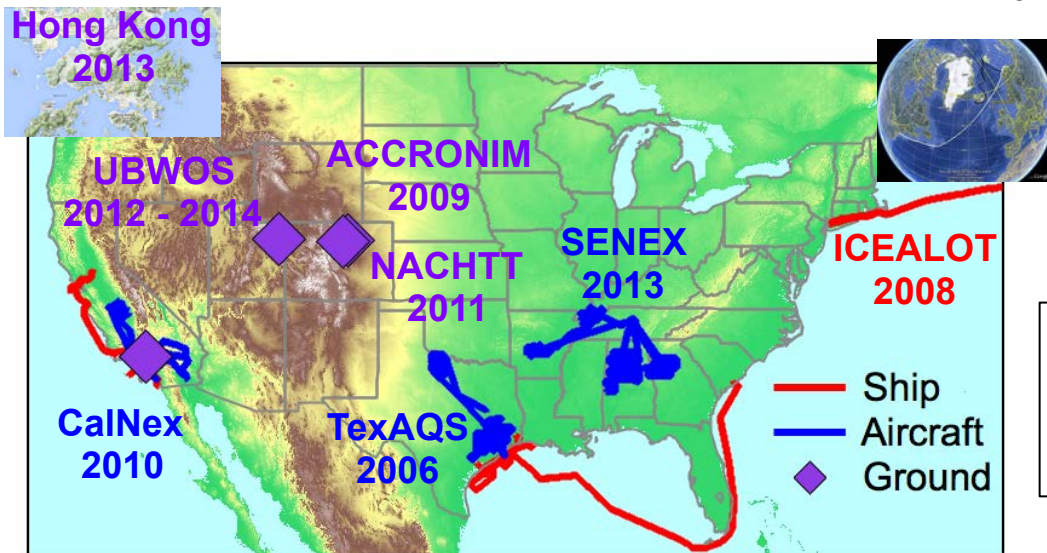 Hong Kong
2013
UBWOS
2012 - 2014
ACCRONIM
2009
NACHTT
2011
SENEX
2013
ICEALOT
2008
CalNex
2010
TexAQS
2006
Ship
Aircraft
Ground